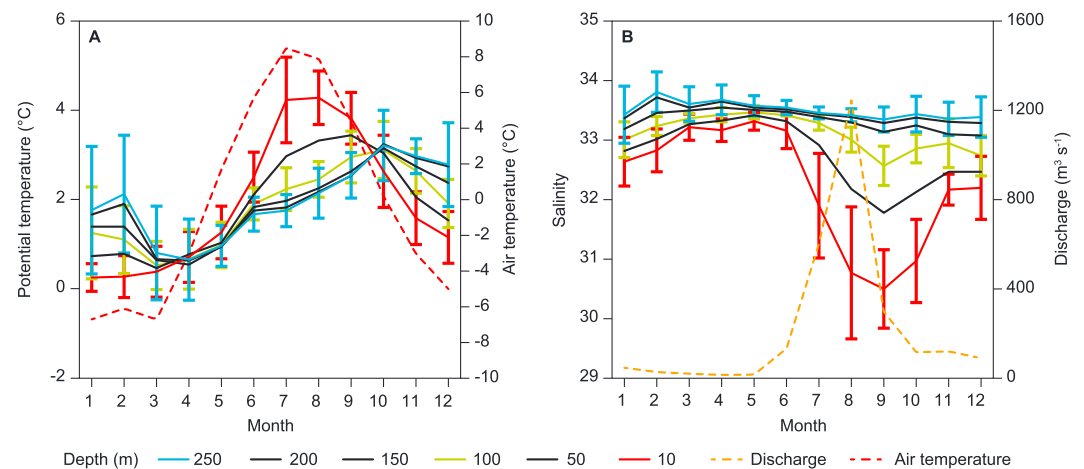 A
B
6
4
2
0
-2
Potential temperature (°C)
10
8
6
4
2
0
-2
-4
-6
-8
-10
Air temperature (°C)
1 2 3 4 5 6 7 8 9 10 11 12
Month
35
34
33
32
31
30
29
Salinity
1600
1200
800
400
0
Discharge (m³ s⁻¹)
1 2 3 4 5 6 7 8 9 10 11 12
Month
Depth (m) 250 200 150 100 50 10 Discharge Air temperature